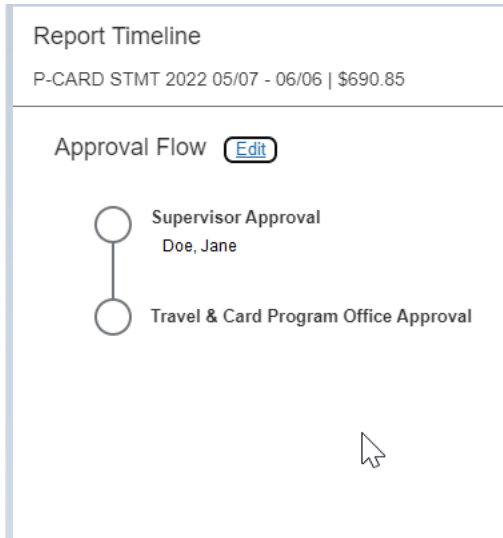 Report Timeline
P-CARD STMT 2022 05/07 - 06/06 | $690.85
Approval Flow Edit
Supervisor Approval
Doe, Jane
Travel & Card Program Office Approval